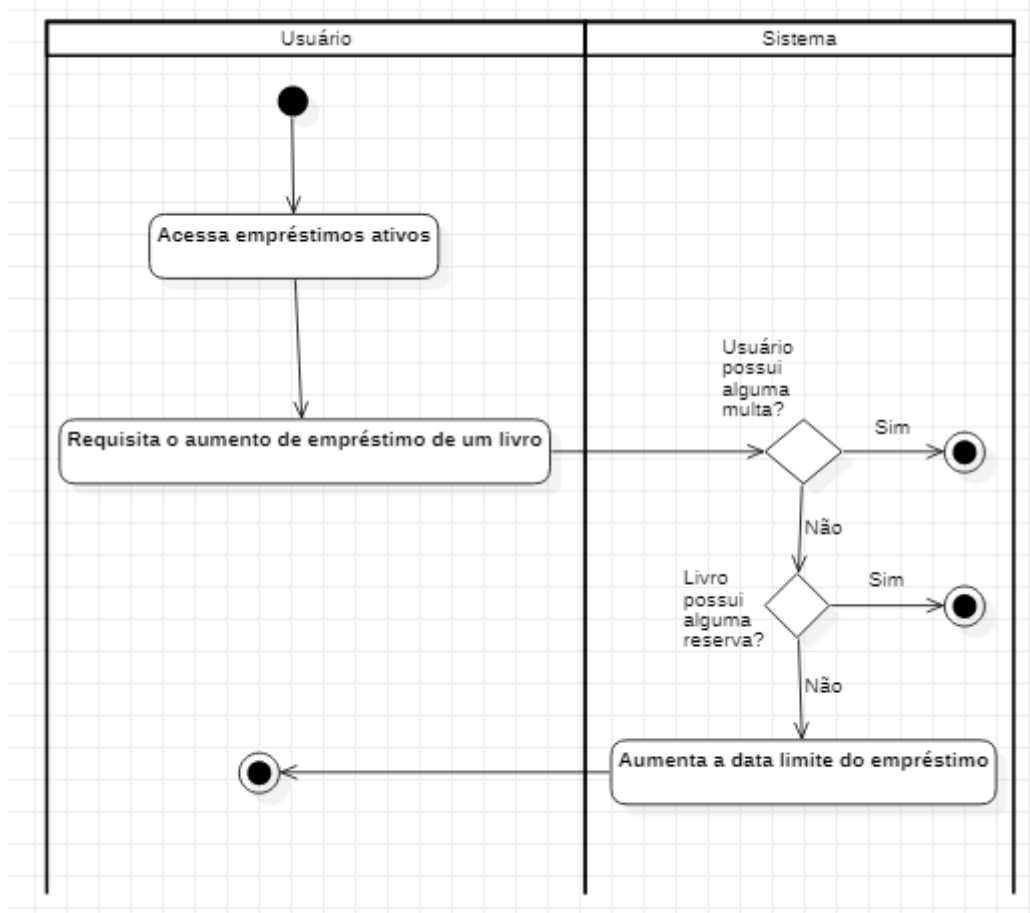 Usuário
Sistema
Acessa empréstimos ativos
Usuário
possui
alguma
multa?
Sim
Requisita o aumento de empréstimo de um livro
Não
Livro
possui
alguma
reserva?
Sim
Não
Aumenta a data limite do empréstimo